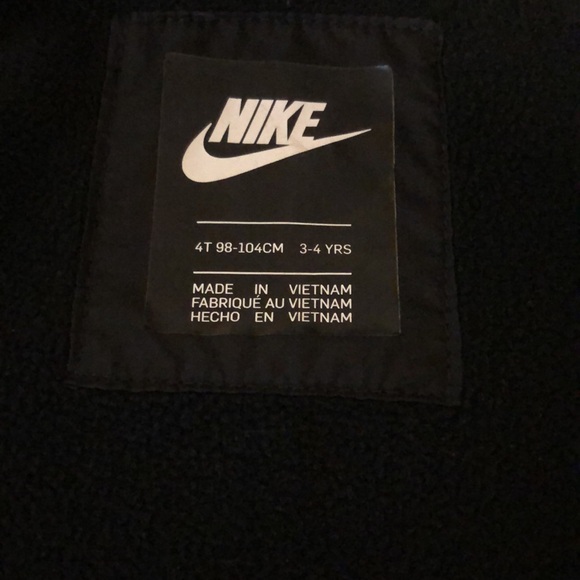 NIKE
4T 98-104CM 3-4 YRS
MADE IN VIETNAM
FABRIQUÉ AU VIETNAM
HECHO EN VIETNAM